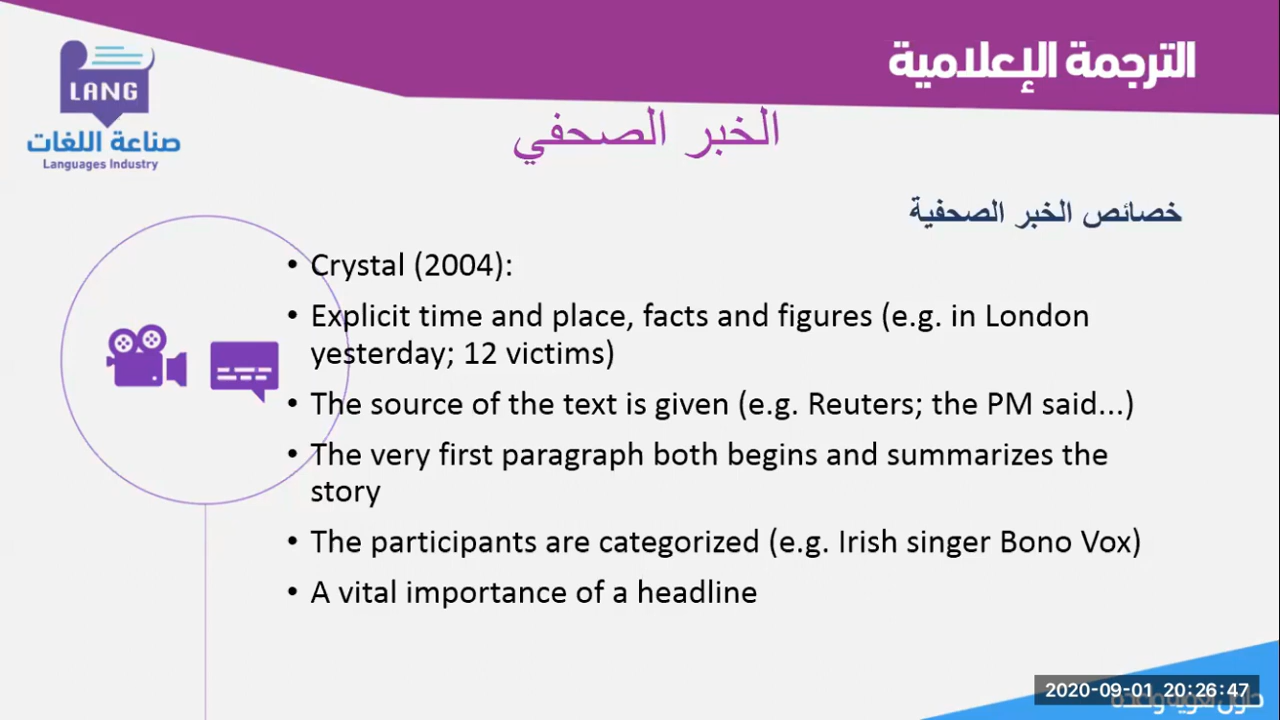 الترجمة الإعلامية
LANG
صناعة اللغات
Languages Industry
الخبر الصحفي
خصائص الخبر الصحفية
• Crystal (2004):
• Explicit time and place, facts and figures (e.g. in London
yesterday; 12 victims)
• The source of the text is given (e.g. Reuters; the PM said...)
• The very first paragraph both begins and summarizes the
story
• The participants are categorized (e.g. Irish singer Bono Vox)
• A vital importance of a headline
2020-09-01 20:26:47